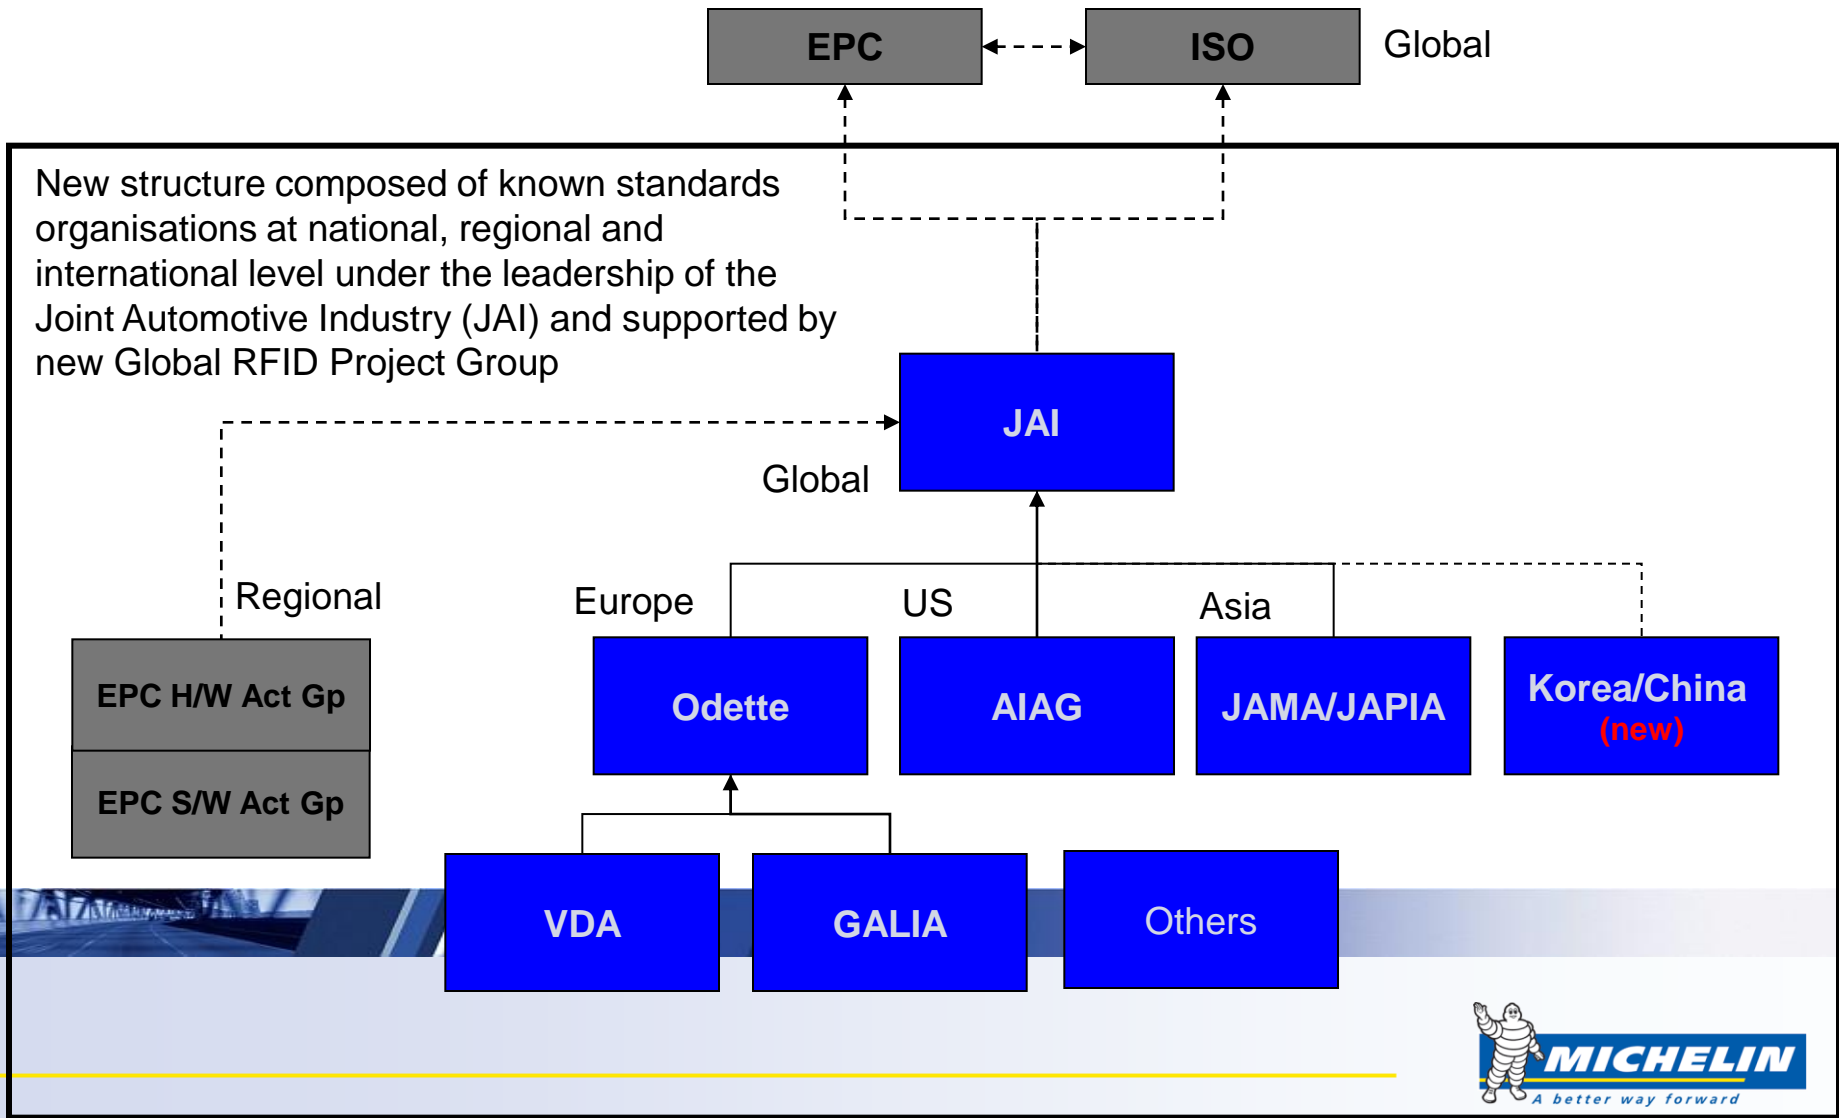 EPC
ISO
Global
New structure composed of known standards
organisations at national, regional and
international level under the leadership of the
Joint Automotive Industry (JAI) and supported by
new Global RFID Project Group
JAI
Global
Regional
Europe
US
Asia
EPC H/W Act Gp
EPC S/W Act Gp
Odette
AIAG
JAMA/JAPIA
Korea/China
(new)
VDA
GALIA
Others
MICHELIN
A better way forward